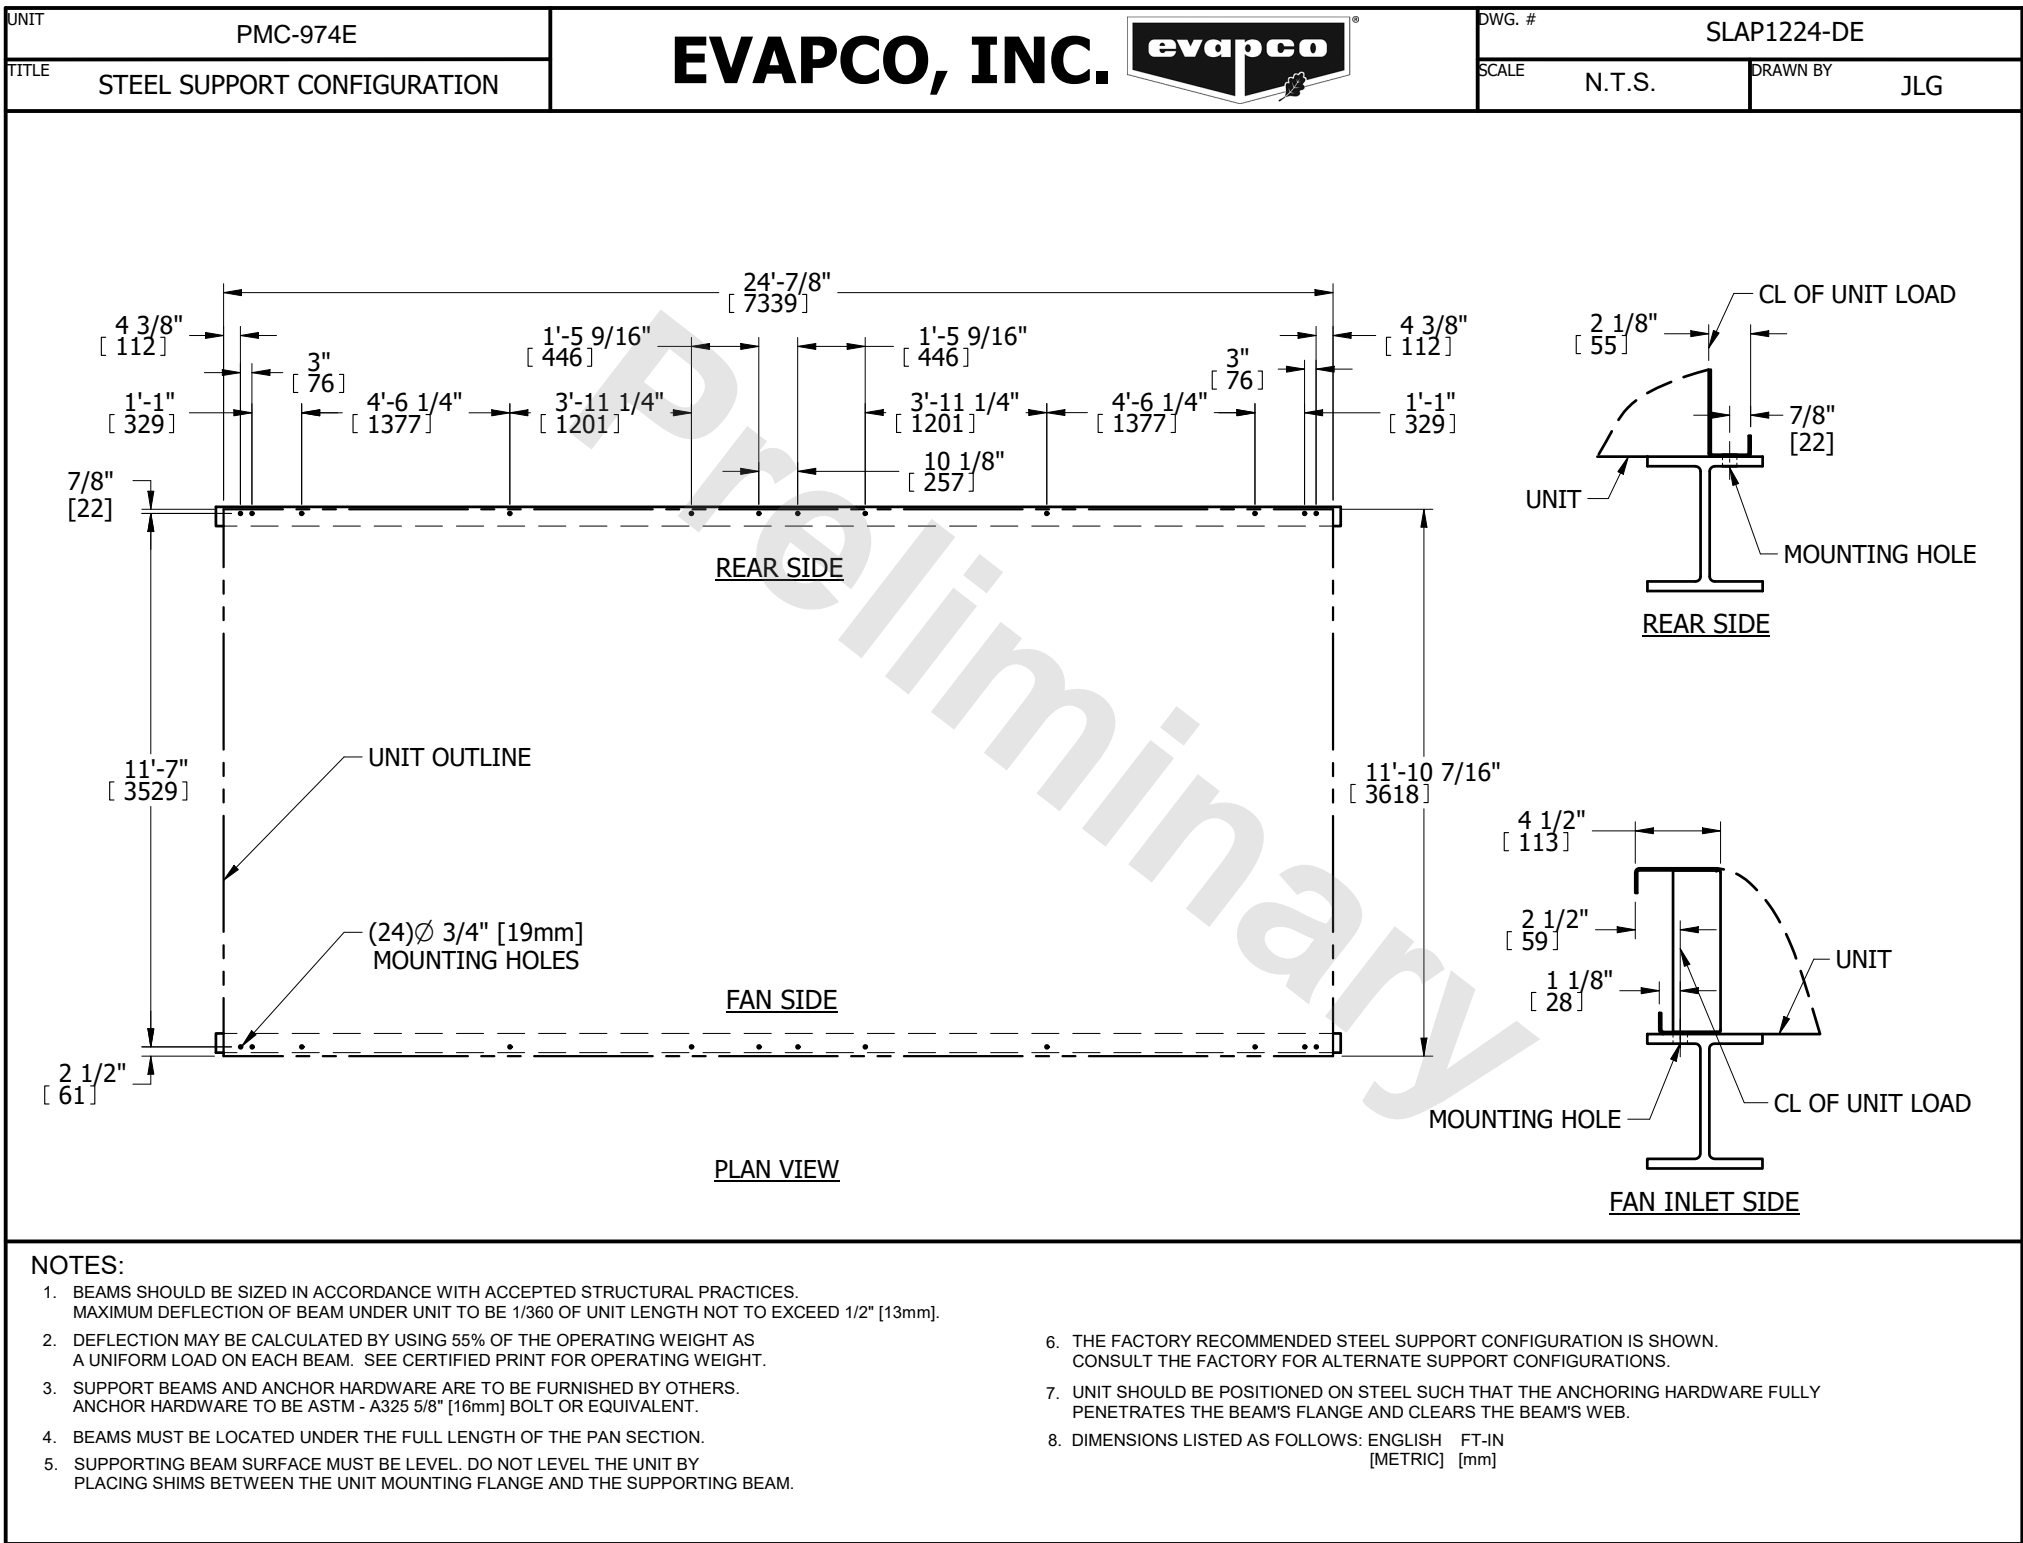 UNIT
PMC-974E
TITLE
STEEL SUPPORT CONFIGURATION
EVAPCO, INC.
evapco
®
DWG. #
SLAP1224-DE
SCALE
N.T.S.
DRAWN BY
JLG
24'-7/8"
[ 7339]
4 3/8"
[ 112]
3"
[ 76]
1'-5 9/16"
[ 446]
1'-5 9/16"
[ 446]
3"
[ 76]
4 3/8"
[ 112]
1'-1"
[ 329]
4'-6 1/4"
[ 1377]
3'-11 1/4"
[ 1201]
3'-11 1/4"
[ 1201]
4'-6 1/4"
[ 1377]
1'-1"
[ 329]
10 1/8"
[ 257]
7/8"
[22]
REAR SIDE
UNIT OUTLINE
11'-7"
[ 3529]
11'-10 7/16"
[ 3618]
(24)Ø 3/4" [19mm]
MOUNTING HOLES
FAN SIDE
2 1/2"
[ 61]
PLAN VIEW
Preliminary
CL OF UNIT LOAD
2 1/8"
[ 55]
7/8"
[22]
UNIT
MOUNTING HOLE
REAR SIDE
4 1/2"
[ 113]
2 1/2"
[ 59]
1 1/8"
[ 28]
UNIT
CL OF UNIT LOAD
MOUNTING HOLE
FAN INLET SIDE
NOTES:
1. BEAMS SHOULD BE SIZED IN ACCORDANCE WITH ACCEPTED STRUCTURAL PRACTICES.
MAXIMUM DEFLECTION OF BEAM UNDER UNIT TO BE 1/360 OF UNIT LENGTH NOT TO EXCEED 1/2" [13mm].
2. DEFLECTION MAY BE CALCULATED BY USING 55% OF THE OPERATING WEIGHT AS
A UNIFORM LOAD ON EACH BEAM. SEE CERTIFIED PRINT FOR OPERATING WEIGHT.
3. SUPPORT BEAMS AND ANCHOR HARDWARE ARE TO BE FURNISHED BY OTHERS.
ANCHOR HARDWARE TO BE ASTM - A325 5/8" [16mm] BOLT OR EQUIVALENT.
4. BEAMS MUST BE LOCATED UNDER THE FULL LENGTH OF THE PAN SECTION.
5. SUPPORTING BEAM SURFACE MUST BE LEVEL. DO NOT LEVEL THE UNIT BY
PLACING SHIMS BETWEEN THE UNIT MOUNTING FLANGE AND THE SUPPORTING BEAM.
6. THE FACTORY RECOMMENDED STEEL SUPPORT CONFIGURATION IS SHOWN.
CONSULT THE FACTORY FOR ALTERNATE SUPPORT CONFIGURATIONS.
7. UNIT SHOULD BE POSITIONED ON STEEL SUCH THAT THE ANCHORING HARDWARE FULLY
PENETRATES THE BEAM'S FLANGE AND CLEARS THE BEAM'S WEB.
8. DIMENSIONS LISTED AS FOLLOWS: ENGLISH FT-IN
[METRIC] [mm]